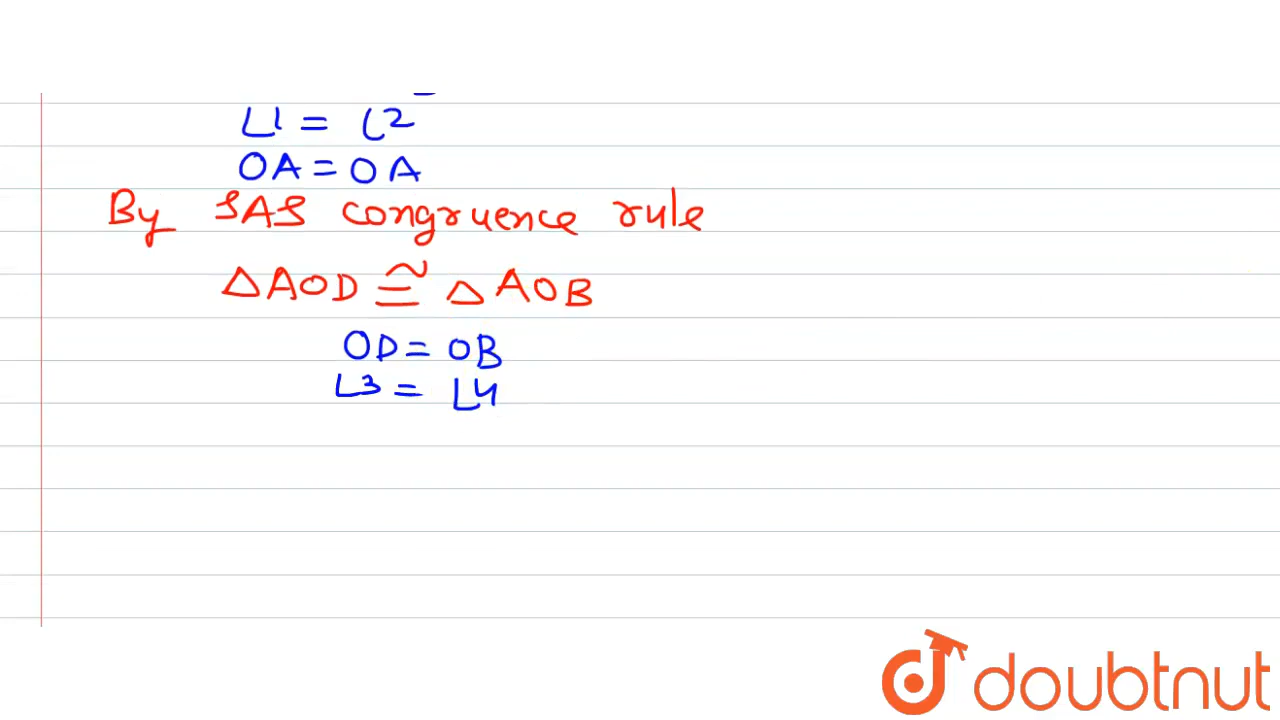 ∠1 = ∠2
OA = OA
By SAS congruence rule
△AOD ≅ △AOB
OD = OB
∠3 = ∠4
doubtnut